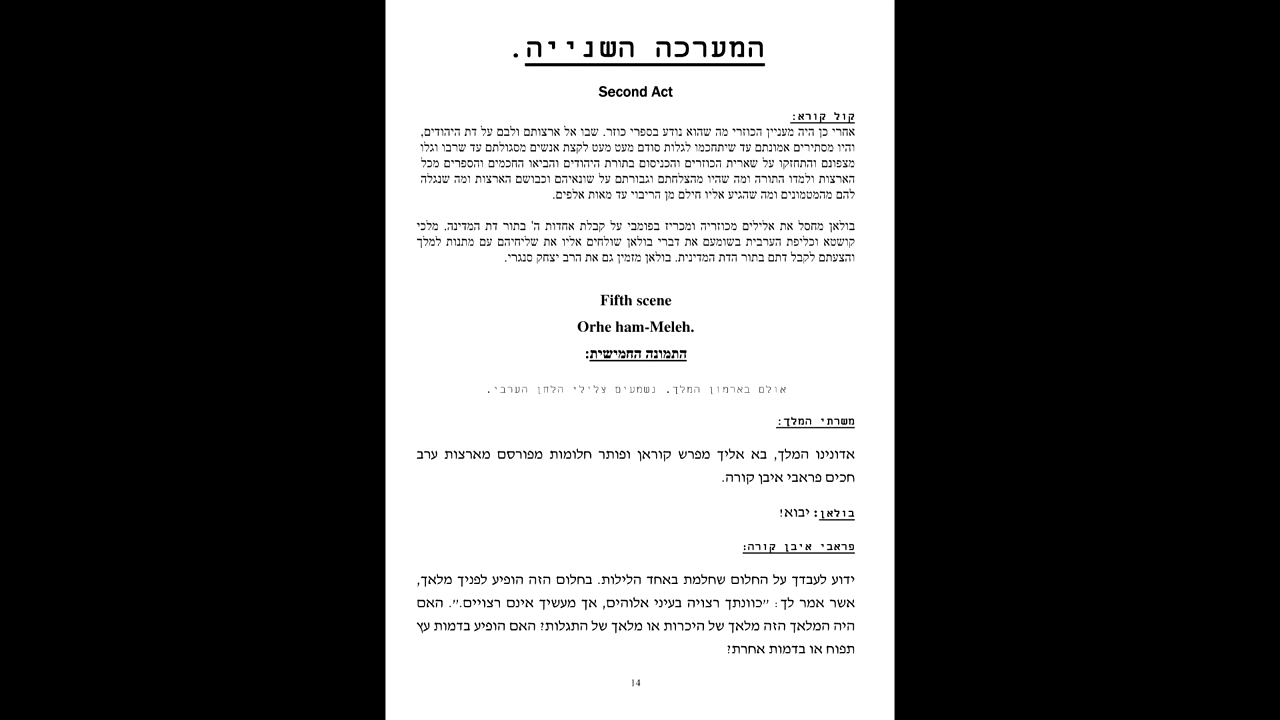 המערכה השנייה.
Second Act
קול קורא:
אחרי כן היה מעניין הכוזרי מה שהוא נודע בספרי כוזר. שבו אל ארצותם ולבם על דת היהודים,
והיו מסתירים אמונתם עד שיתחכמו לגלות סודם מעט מעט לקצת אנשים מסגולתם עד שרבו וגלו
מצפונם והתחזקו על שארית הכוזרים והכניסום בתורת היהודים והביאו החכמים והספרים מכל
הארצות ולמדו התורה ומה שהיו מהצלחתם וגבורתם על שונאיהם וכבושם הארצות ומה שנגלה
להם מהמטמונים ומה שהגיע אליו חילם מן הריבוי עד מאות אלפים.
בולאן מחסל את אלילים מכוזריה ומכריז בפומבי על קבלת אחדות ה' בתור דת המדינה. מלכי
קושטא וכליפת הערבית בשומעם את דברי בולאן שולחים אליו את שליחיהם עם מתנות למלך
והצעתם לקבל דתם בתור הדת המדינית. בולאן מזמין גם את הרב יצחק סנגרי.
Fifth scene
Orhe ham-Meleh.
התמונה החמישית:
אולם בארמון המלך. נשמעים צלילי הלחן הערבי.
משרתי המלך:
אדונינו המלך, בא אליך מפרש קוראן ופותר חלומות מפורסם מארצות ערב
חכים פראבי איבן קורה.
בולאן: יבוא!
פראבי איבן קורה:
ידוע לעבדך על החלום שחלמת באחד הלילות. בחלום הזה הופיע לפניך מלאך,
אשר אמר לך: "כוונתך רצויה בעיני אלוהים, אך מעשיך אינם רצויים.". האם
היה המלאך הזה מלאך של היכרות או מלאך של התגלות? האם הופיע בדמות עץ
תפוח או בדמות אחרת?
14